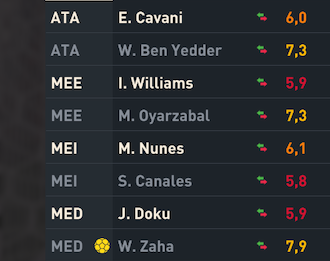 ATA E. Cavani 6,0
ATA W. Ben Yedder 7,3
MEE I. Williams 5,9
MEE M. Oyarzabal 7,3
MEI M. Nunes 6,1
MEI S. Canales 5,8
MED J. Doku 5,9
MED W. Zaha 7,9